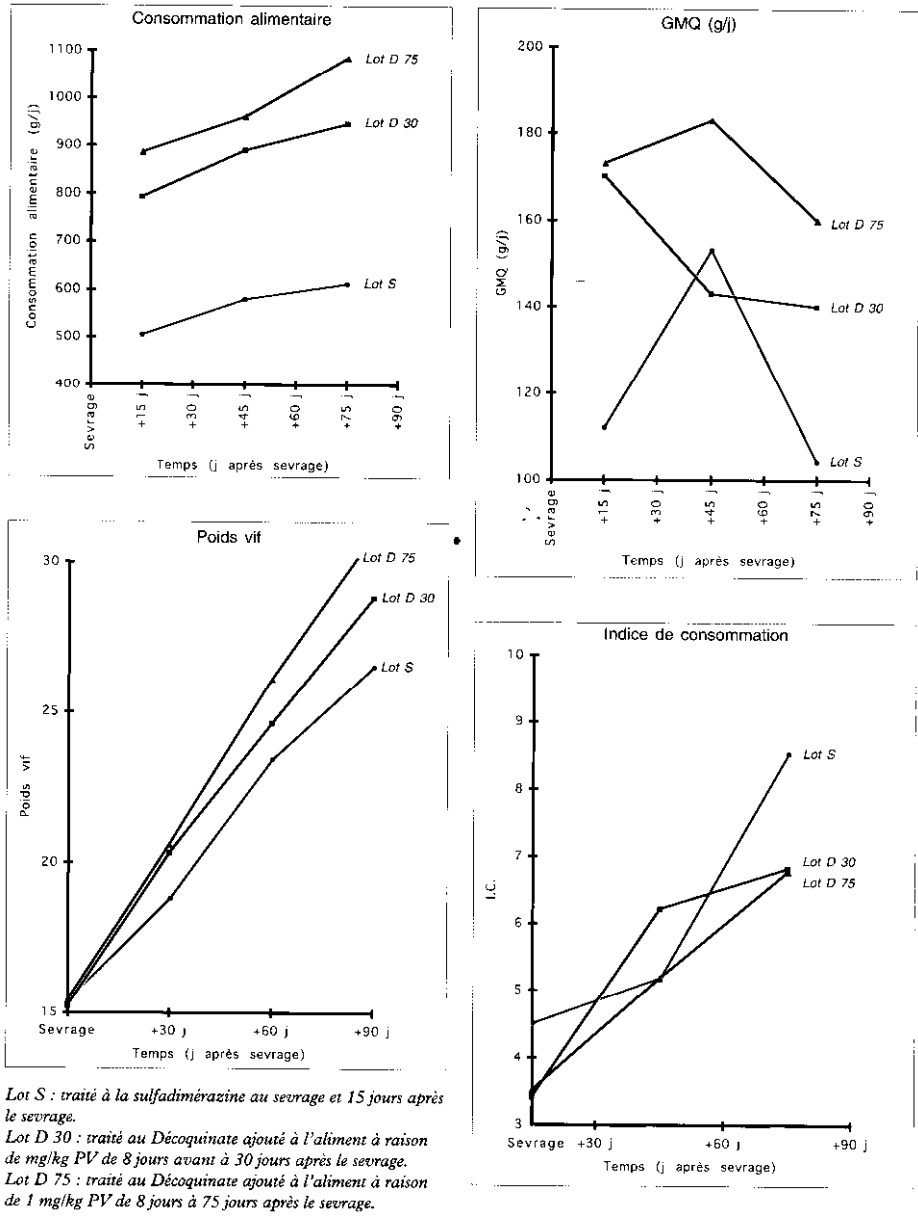 Consommation alimentaire
1100
1000
900
800
700
600
500
400
Consommation alimentaire (g/j)
Lot D 75
Lot D 30
Lot S
Sevrage
+15 j
+30 j
+45 j
+60 j
+75 j
+90 j
Temps (j après sevrage)
GMQ (g/j)
200
180
160
140
120
100
GMQ (g/j)
Lot D 75
Lot D 30
Lot S
Sevrage
+15 j
+30 j
+45 j
+60 j
+75 j
+90 j
Temps (j après sevrage)
Poids vif
30
25
20
15
Poids vif
Lot D 75
Lot D 30
Lot S
Sevrage
+30 j
+60 j
+90 j
Temps (j après sevrage)
Indice de consommation
10
9
8
7
6
5
4
3
I.C.
Lot S
Lot D 30
Lot D 75
Sevrage
+30 j
+60 j
+90 j
Temps (j après sevrage)
Lot S : traité à la sulfadimérazine au sevrage et 15 jours après
le sevrage.
Lot D 30 : traité au Décoquinate ajouté à l'aliment à raison
de mg/kg PV de 8 jours avant à 30 jours après le sevrage.
Lot D 75 : traité au Décoquinate ajouté à l'aliment à raison
de 1 mg/kg PV de 8 jours à 75 jours après le sevrage.